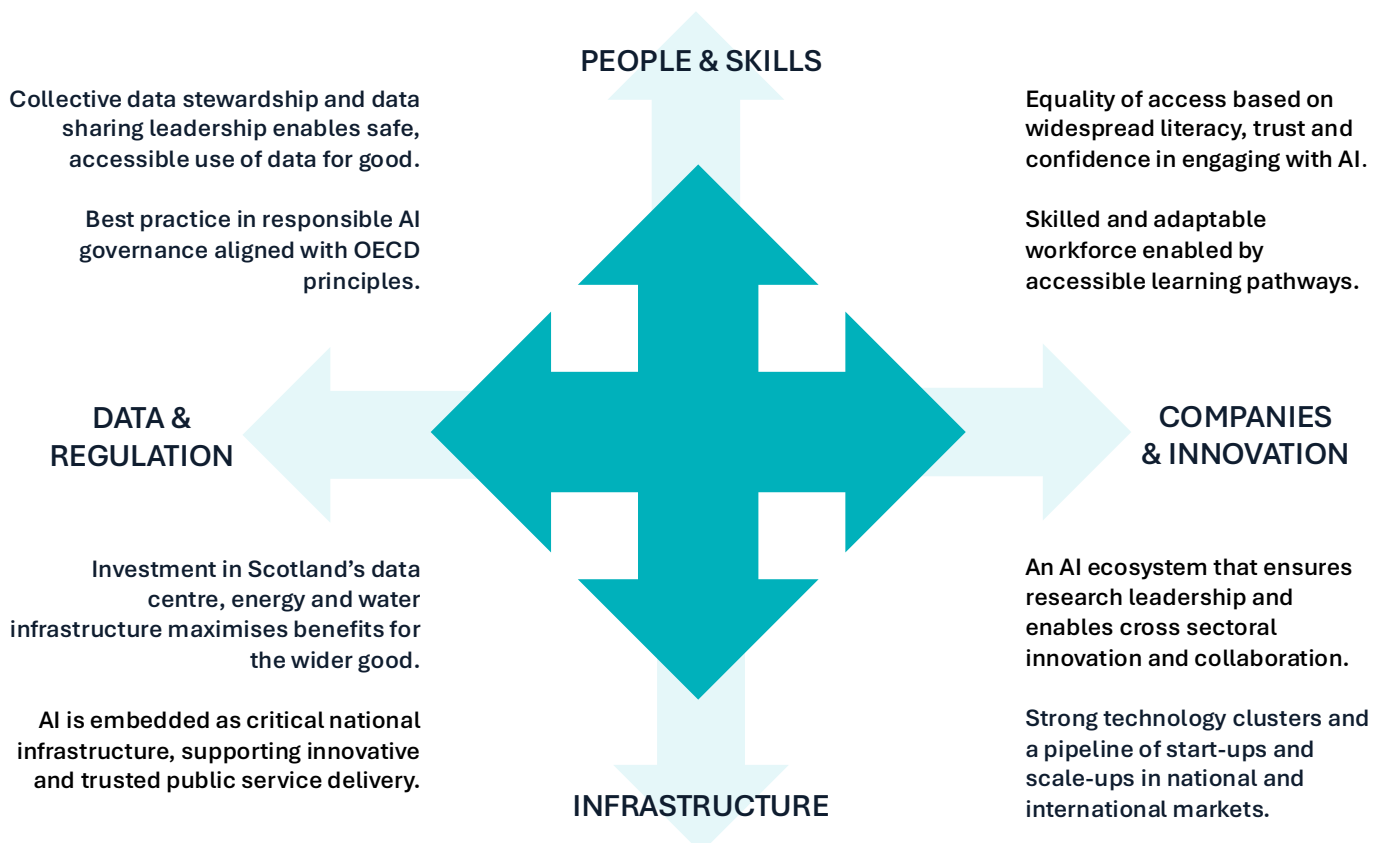 PEOPLE & SKILLS
Collective data stewardship and data
sharing leadership enables safe,
accessible use of data for good.
Best practice in responsible AI
governance aligned with OECD
principles.
Equality of access based on
widespread literacy, trust and
confidence in engaging with AI.
Skilled and adaptable
workforce enabled by
accessible learning pathways.
DATA &
REGULATION
COMPANIES
& INNOVATION
Investment in Scotland’s data
centre, energy and water
infrastructure maximises benefits for
the wider good.
AI is embedded as critical national
infrastructure, supporting innovative
and trusted public service delivery.
An AI ecosystem that ensures
research leadership and
enables cross sectoral
innovation and collaboration.
Strong technology clusters and
a pipeline of start-ups and
scale-ups in national and
international markets.
INFRASTRUCTURE